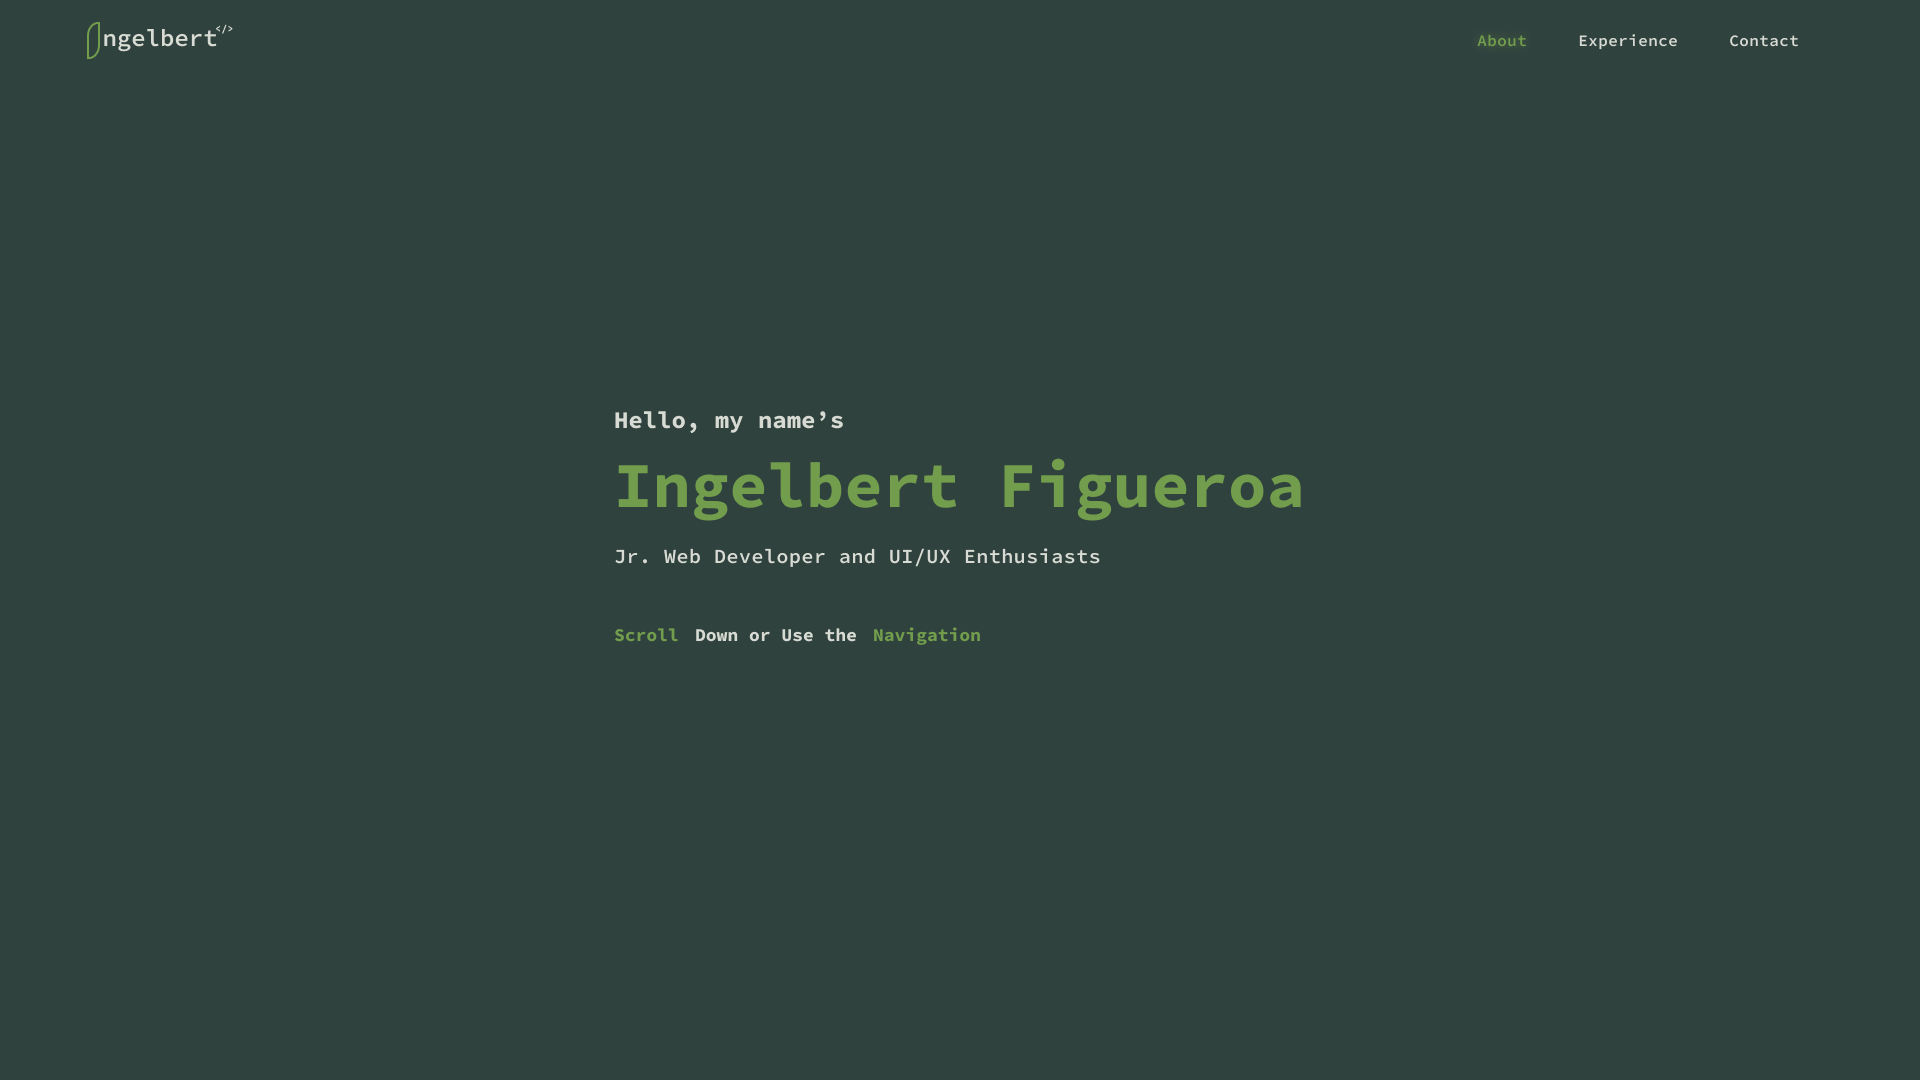 Ingelbert</>
About Experience Contact
Hello, my name’s
Ingelbert Figueroa
Jr. Web Developer and UI/UX Enthusiasts
Scroll Down or Use the Navigation